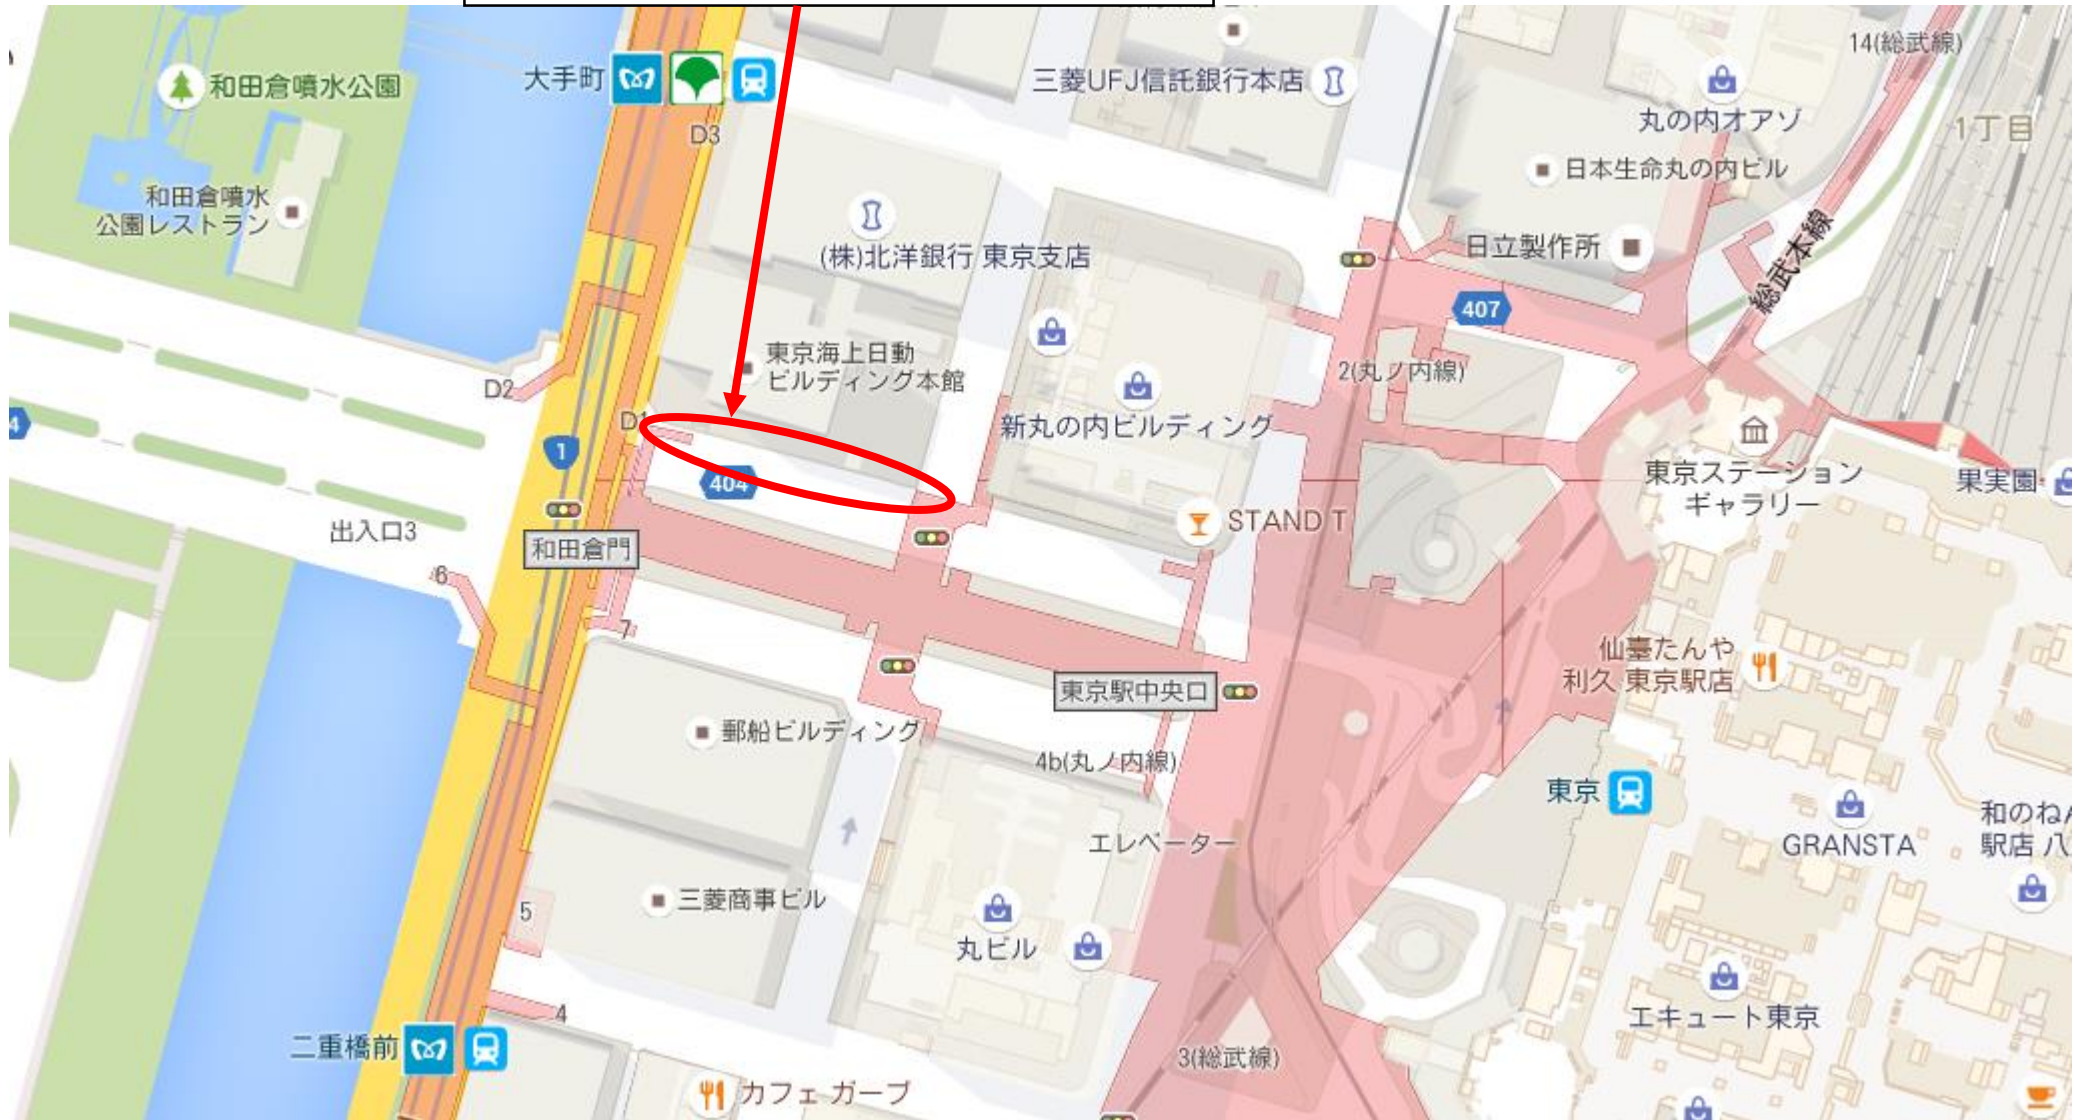 14(総武線)
和田倉噴水公園
大手町
三菱UFJ信託銀行本店
丸の内オアゾ
D3
1丁目
日本生命丸の内ビル
和田倉噴水
公園レストラン
(株)北洋銀行 東京支店
日立製作所
総武本線
407
東京海上日動
ビルディング本館
2(丸ノ内線)
D2
D1
新丸の内ビルディング
4
1
404
東京ステーション
ギャラリー
果実園
STAND T
出入口3
和田倉門
6
7
仙臺たんや
利久 東京駅店
東京駅中央口
郵船ビルディング
4b(丸ノ内線)
東京
エレベーター
GRANSTA
和のね
駅店 八
三菱商事ビル
5
丸ビル
エキュート東京
4
二重橋前
3(総武線)
カフェ ガーブ